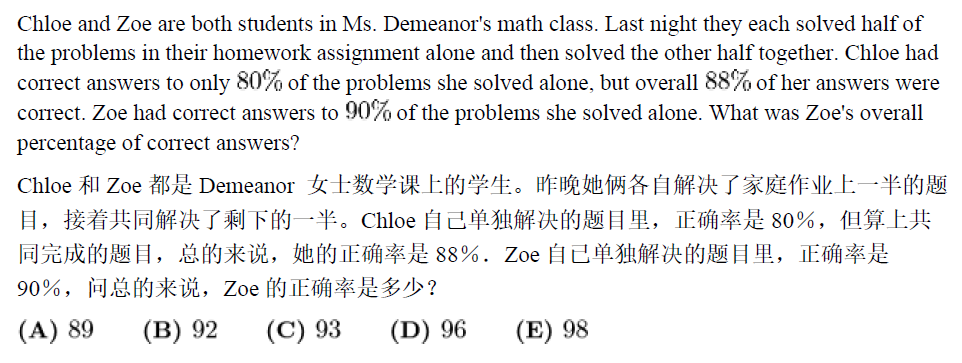 Chloe and Zoe are both students in Ms. Demeanor's math class. Last night they each solved half of
the problems in their homework assignment alone and then solved the other half together. Chloe had
correct answers to only 80% of the problems she solved alone, but overall 88% of her answers were
correct. Zoe had correct answers to 90% of the problems she solved alone. What was Zoe's overall
percentage of correct answers?
Chloe 和 Zoe 都是 Demeanor 女士数学课上的学生。昨晚她俩各自解决了家庭作业上一半的题
目，接着共同解决了剩下的一半。Chloe 自己单独解决的题目里，正确率是 80%，但算上共
同完成的题目，总的来说，她的正确率是 88%．Zoe 自己单独解决的题目里，正确率是
90%，问总的来说，Zoe 的正确率是多少？
(A) 89 (B) 92 (C) 93 (D) 96 (E) 98